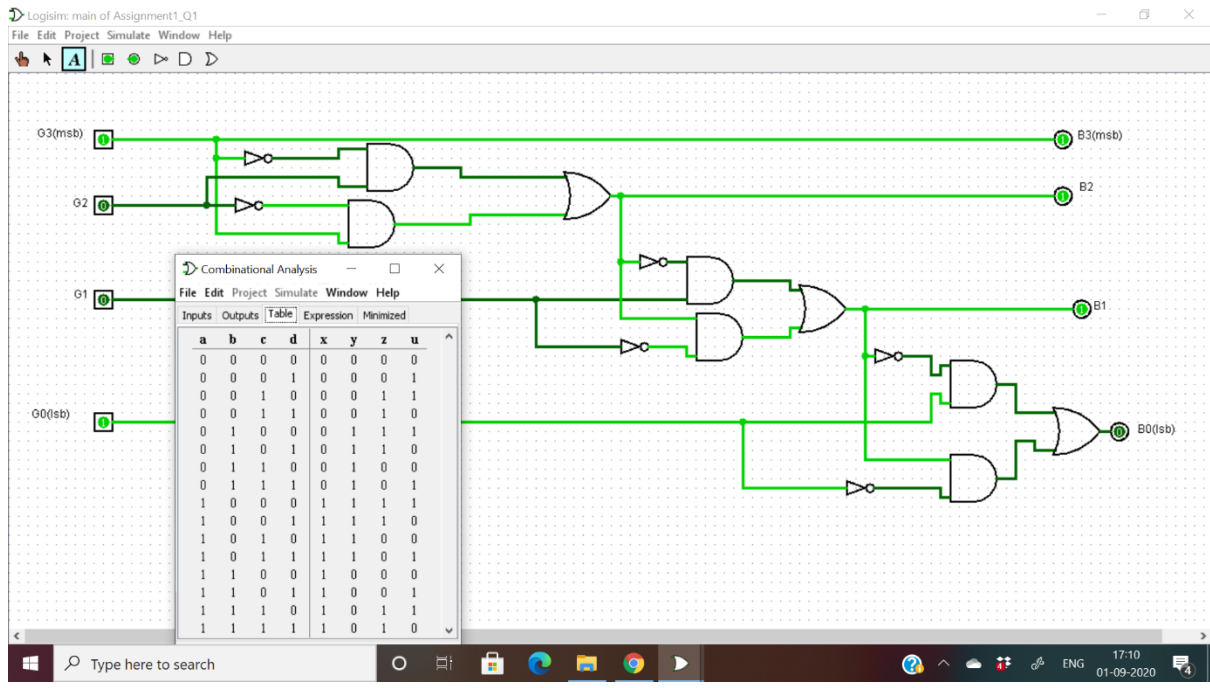 Logisim: main of Assignment1_Q1
File Edit Project Simulate Window Help
A
G3(msb) 1
1 B3(msb)
G2 0
1 B2
G1 0
1 B1
G0(lsb) 1
0 B0(lsb)
Combinational Analysis
File Edit Project Simulate Window Help
Inputs Outputs Table Expression Minimized
a b c d x y z u
0 0 0 0 0 0 0 0
0 0 0 1 0 0 0 1
0 0 1 0 0 0 1 1
0 0 1 1 0 0 1 0
0 1 0 0 0 1 1 1
0 1 0 1 0 1 1 0
0 1 1 0 0 1 0 0
0 1 1 1 0 1 0 1
1 0 0 0 1 1 1 1
1 0 0 1 1 1 1 0
1 0 1 0 1 1 0 0
1 0 1 1 1 1 0 1
1 1 0 0 1 0 0 0
1 1 0 1 1 0 0 1
1 1 1 0 1 0 1 1
1 1 1 1 1 0 1 0
Type here to search
ENG
17:10
01-09-2020
4